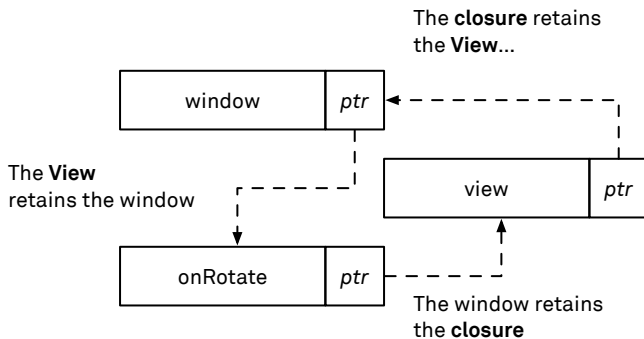 The closure retains
the View...
window
ptr
The View
retains the window
view
ptr
onRotate
ptr
The window retains
the closure